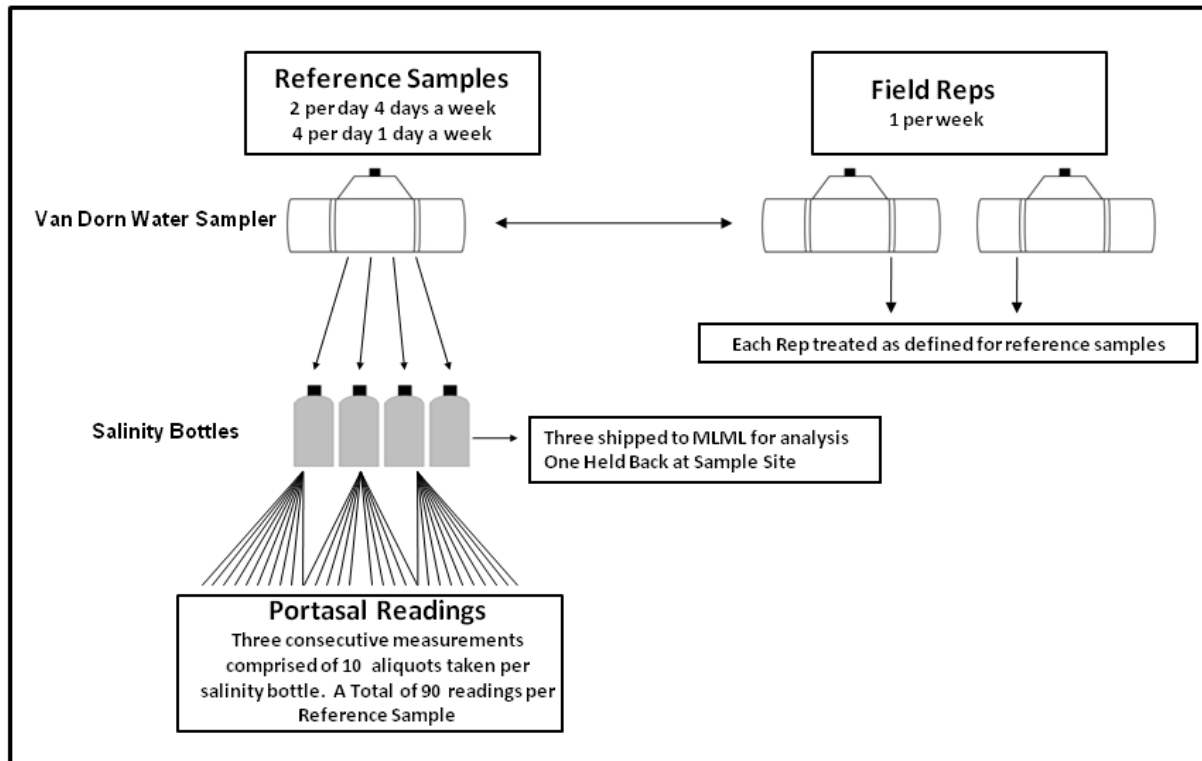 Reference Samples
2 per day 4 days a week
4 per day 1 day a week
Field Reps
1 per week
Van Dorn Water Sampler
Each Rep treated as defined for reference samples
Salinity Bottles
Three shipped to MLML for analysis
One Held Back at Sample Site
Portasal Readings
Three consecutive measurements
comprised of 10 aliquots taken per
salinity bottle. A Total of 90 readings per
Reference Sample